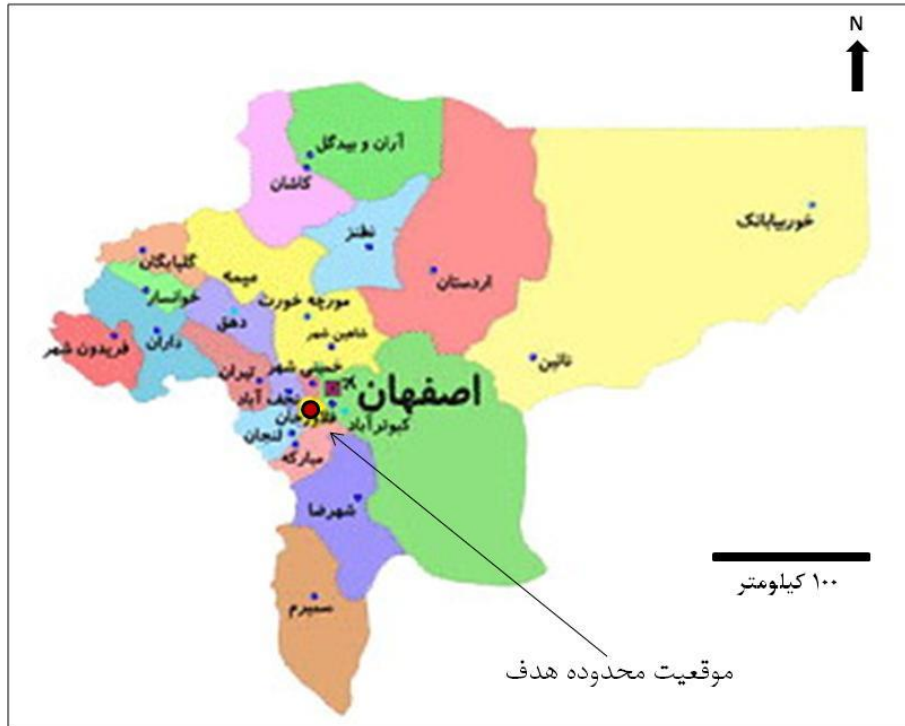 N
آران و بیدگل
کاشان
خوربیابانک
نطنز
گلپایگان
میمه
اردستان
خوانسار
مورچه خورت
دهق
شاهین شهر
داران
فریدون شهر
نائین
خمینی شهر
تیران
اصفهان
نجف آباد
فلاورجان
کبوترآباد
لنجان
مبارکه
شهرضا
۱۰۰ کیلومتر
سمیرم
موقعیت محدوده هدف